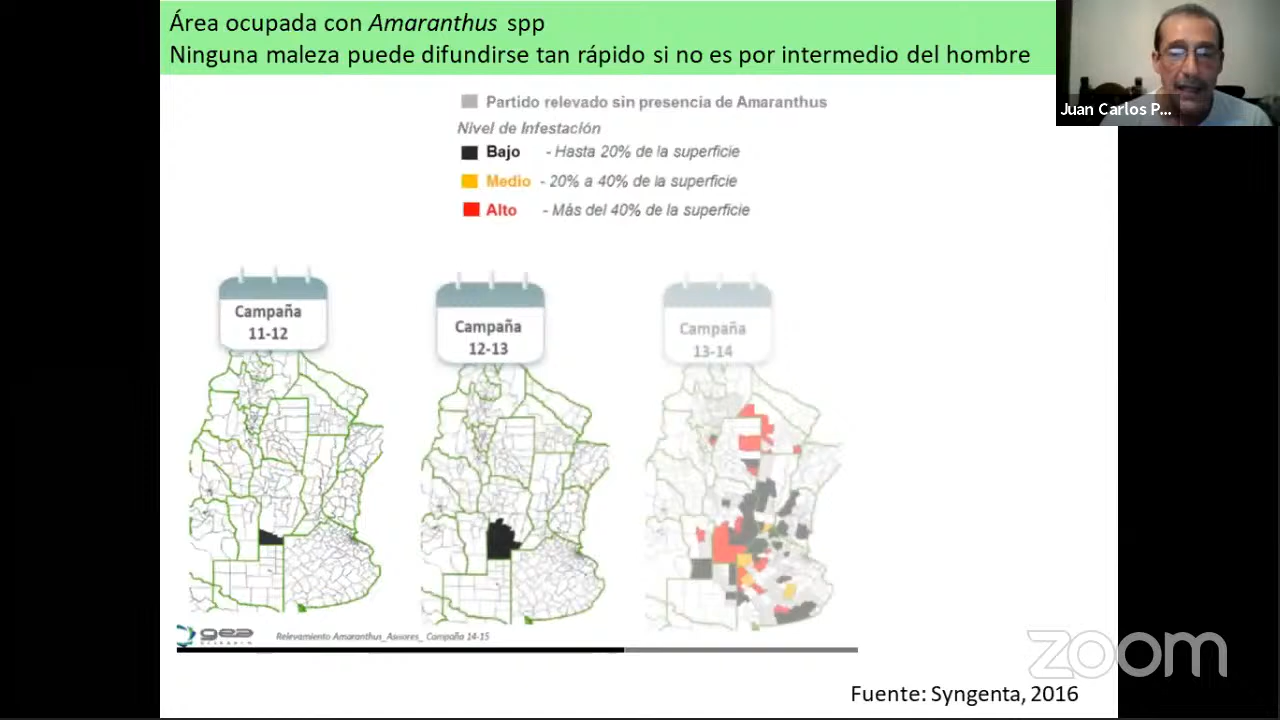 Área ocupada con Amaranthus spp
Ninguna maleza puede difundirse tan rápido si no es por intermedio del hombre
Juan Carlos P...
Partido relevado sin presencia de Amaranthus
Nivel de Infestación
Bajo - Hasta 20% de la superficie
Medio - 20% a 40% de la superficie
Alto - Más del 40% de la superficie
Campaña
11-12
Campaña
12-13
Campaña
13-14
gea
Relevamiento Amaranthus_Asesores_ Campaña 14-15
zoom
Fuente: Syngenta, 2016